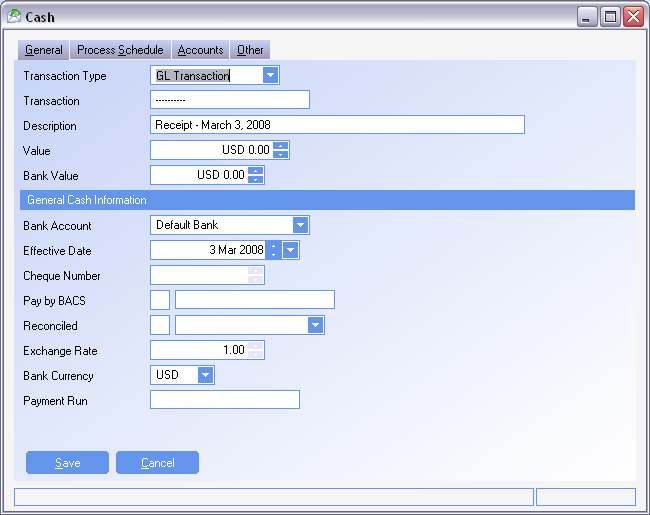 Cash
General Process Schedule Accounts Other
Transaction Type GL Transaction
Transaction ----------
Description Receipt - March 3, 2008
Value USD 0.00
Bank Value USD 0.00
General Cash Information
Bank Account Default Bank
Effective Date 3 Mar 2008
Cheque Number
Pay by BACS
Reconciled
Exchange Rate 1.00
Bank Currency USD
Payment Run
Save Cancel